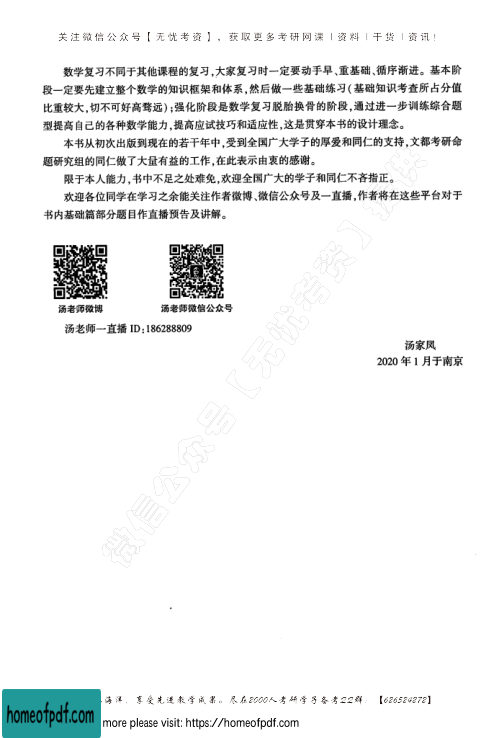 关注微信公众号【无忧考资】，获取更多考研网课｜资料｜干货｜资讯！
数学复习不同于其他课程的复习,大家复习时一定要动手早、重基础、循序渐进。基本阶
段一定要先建立整个数学的知识框架和体系,然后做一些基础练习(基础知识考查所占分值
比重较大,切不可好高骛远);强化阶段是数学复习脱胎换骨的阶段,通过进一步训练综合题
型提高自己的各种数学能力,提高应试技巧和适应性,这是贯穿本书的设计理念。
本书从初次出版到现在的若干年中,受到全国广大学子的厚爱和同仁的支持,文都考研命
题研究组的同仁做了大量有益的工作,在此表示由衷的感谢。
限于本人能力,书中不足之处难免,欢迎全国广大的学子和同仁不吝指正。
欢迎各位同学在学习之余能关注作者微博、微信公众号及一直播,作者将在这些平台对于
书内基础篇部分题目作直播预告及讲解。
汤老师微博
汤老师微信公众号
汤老师一直播 ID:186288809
汤家凤
2020 年 1 月于南京
微信公众号【无忧考资】
海洋：享受先进教学成果。尽在2000人考研学子备考QQ群：【626524272】
homeofpdf.com
more please visit: https://homeofpdf.com